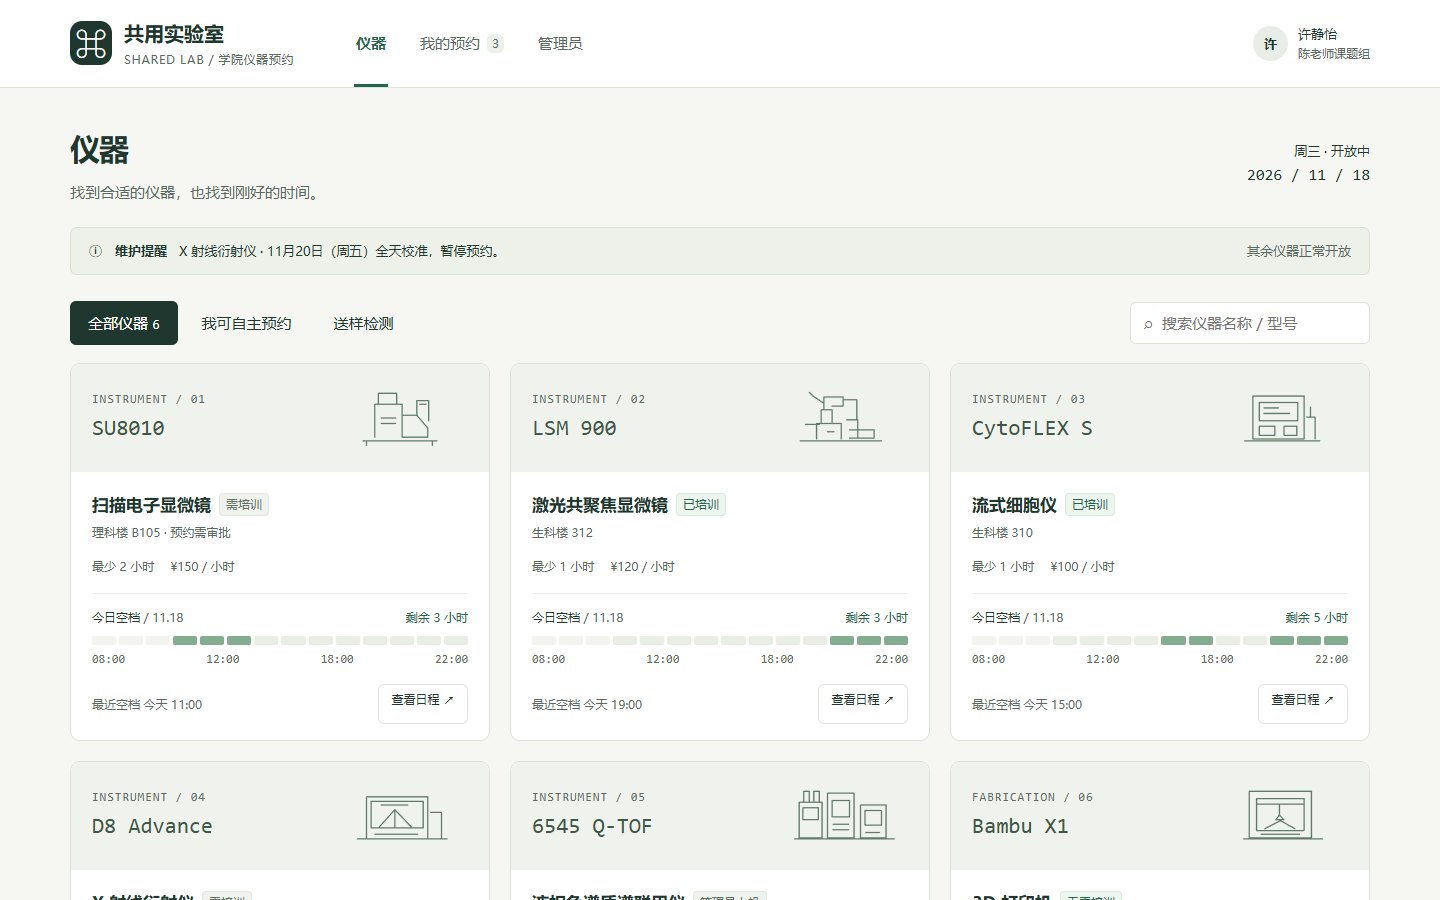 共用实验室
SHARED LAB / 学院仪器预约
仪器
我的预约 3
管理员
许
许静怡
陈老师课题组
仪器
找到合适的仪器，也找到刚好的时间。
周三 · 开放中
2026 / 11 / 18
维护提醒 X 射线衍射仪 · 11月20日（周五）全天校准，暂停预约。
其余仪器正常开放
全部仪器 6
我可自主预约
送样检测
搜索仪器名称 / 型号
INSTRUMENT / 01
SU8010
扫描电子显微镜 需培训
理科楼 B105 · 预约需审批
最少 2 小时 ¥150 / 小时
今日空档 / 11.18 剩余 3 小时
08:00 12:00 18:00 22:00
最近空档 今天 11:00 查看日程 ↗
INSTRUMENT / 02
LSM 900
激光共聚焦显微镜 已培训
生科楼 312
最少 1 小时 ¥120 / 小时
今日空档 / 11.18 剩余 3 小时
08:00 12:00 18:00 22:00
最近空档 今天 19:00 查看日程 ↗
INSTRUMENT / 03
CytoFLEX S
流式细胞仪 已培训
生科楼 310
最少 1 小时 ¥100 / 小时
今日空档 / 11.18 剩余 5 小时
08:00 12:00 18:00 22:00
最近空档 今天 15:00 查看日程 ↗
INSTRUMENT / 04
D8 Advance
INSTRUMENT / 05
6545 Q-TOF
FABRICATION / 06
Bambu X1